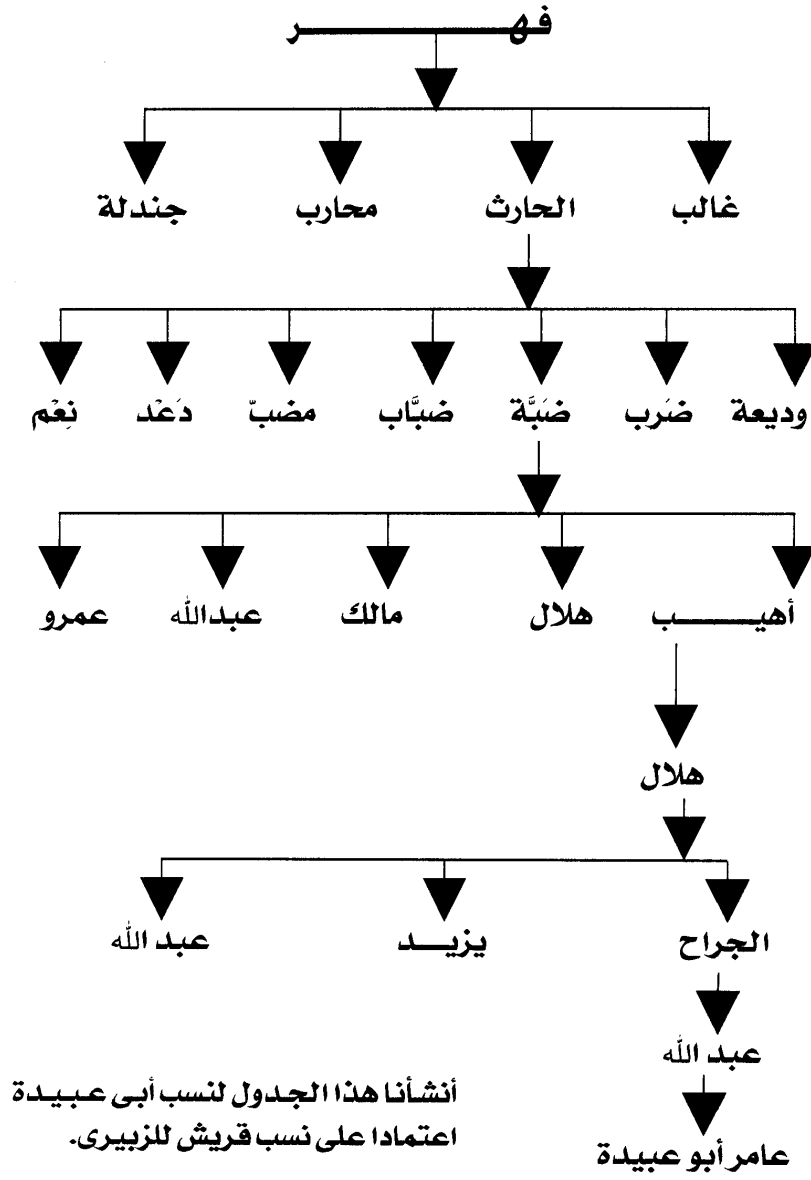 فهر
غالب الحارث محارب جندلة
وديعة ضَرب ضَبَّة ضبَّاب مضبّ دَعْد نِعْم
أهيب هلال مالك عبدالله عمرو
هلال
الجراح يزيد عبد الله
عبد الله
عامر أبو عبيدة
أنشأنا هذا الجدول لنسب أبى عبيدة
اعتمادا على نسب قريش للزبيرى.